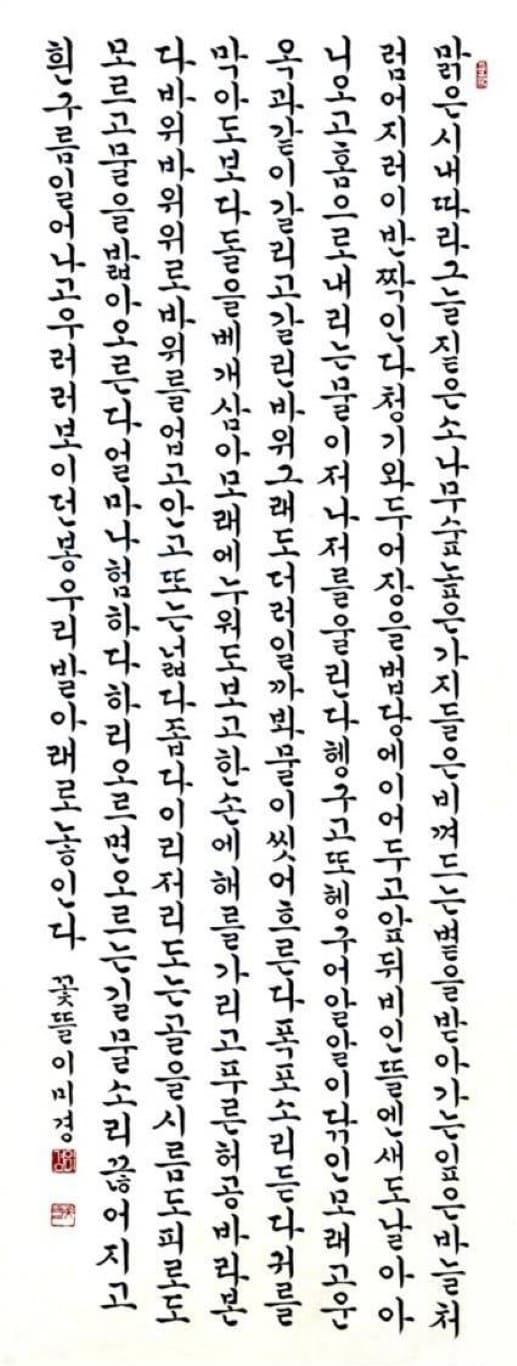 맑은시내따라그늘짙은소나무숲높은가지들은비껴드는볕을받아가는잎은바늘처
럼어지러이반짝인다청기와두어장을법당에이어두고앞뒤비인뜰엔새도날아아
니오고홈으로내리는물이저나저를울린다헹구고또헹구어알알이닦인모래고운
옥과같이갈리고갈린바위그래도더러일까봐물이씻어흐른다폭포소리듣다귀를
막아도보다돌을베개삼아모래에누워도보고한손에해를가리고푸른허공바라본
다바위바위위로바위를업고안고또는넓다좁다이리저리도는골을시름도피로도
모르고물을밟아오른다얼마나험하다하리오르면오르는길물소리끊어지고
흰구름일어나고우러러보이던봉우리발아래로놓인다 꽃뜰이미경